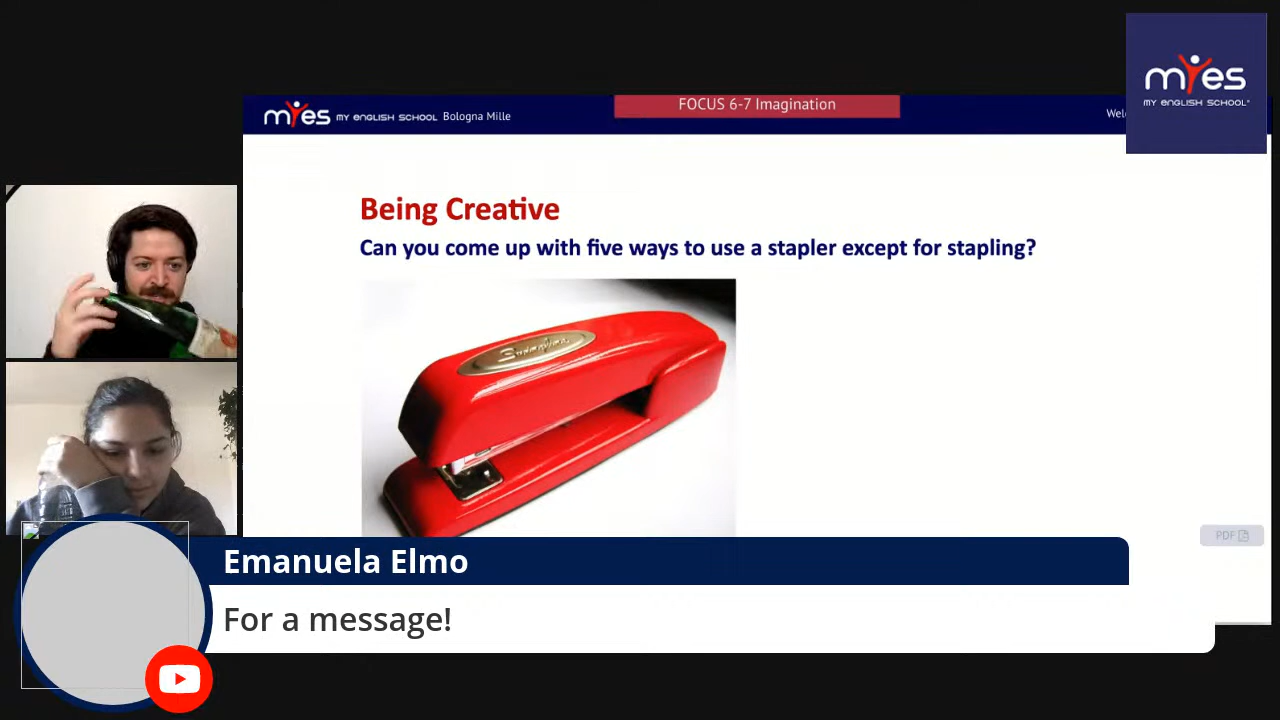 myes
MY ENGLISH SCHOOL
myes MY ENGLISH SCHOOL Bologna Mille
FOCUS 6-7 Imagination
Being Creative
Can you come up with five ways to use a stapler except for stapling?
PDF
Emanuela Elmo
For a message!